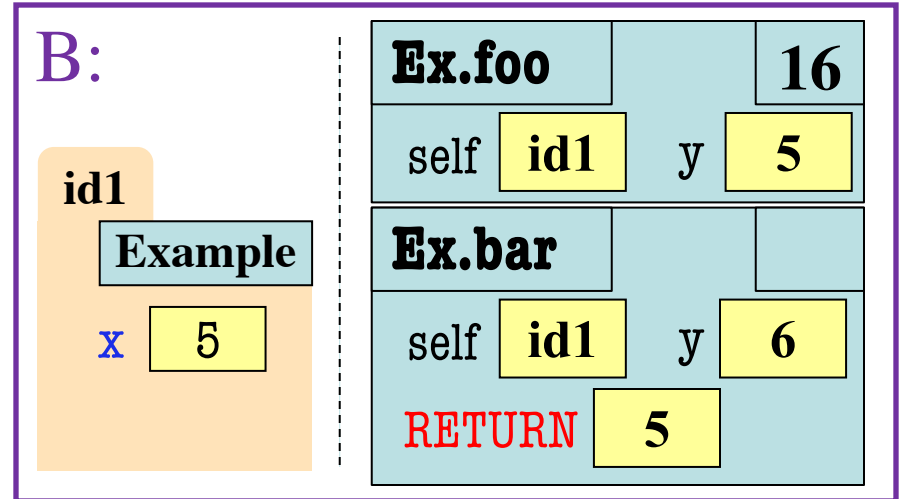 B:
id1
Example
x 5
Ex.foo 16
self id1 y 5
Ex.bar
self id1 y 6
RETURN 5